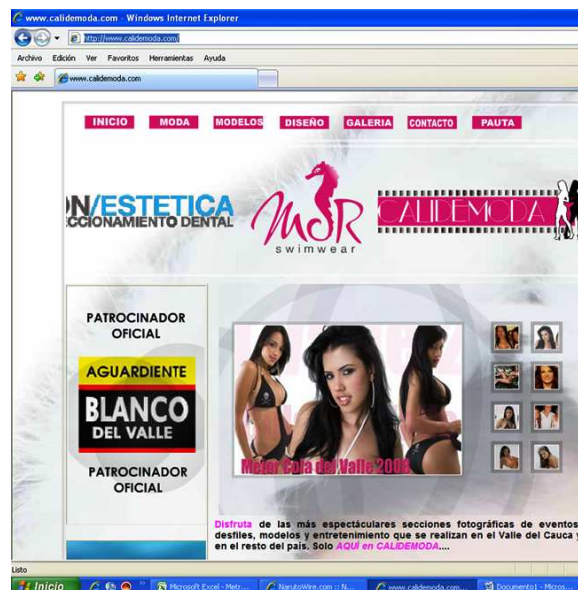 www.calidemoda.com - Windows Internet Explorer
http://www.calidemoda.com/
Archivo Edición Ver Favoritos Herramientas Ayuda
www.calidemoda.com
INICIO MODA MODELOS DISEÑO GALERIA CONTACTO PAUTA
ON/ESTETICA
CCIONAMIENTO DENTAL
MJR
swimwear
CALIDEMODA
PATROCINADOR
OFICIAL
AGUARDIENTE
BLANCO
DEL VALLE
PATROCINADOR
OFICIAL
Mejor Cola del Valle 2008
Disfruta de las más espectáculares secciones fotográficas de eventos
desfiles, modelos y entretenimiento que se realizan en el Valle del Cauca y
en el resto del país. Solo AQUÍ en CALIDEMODA....
Listo
Inicio
Microsoft Excel - Metr...
NarutoWire.com :: N...
www.calidemoda.com...
Documento1 - Micros...